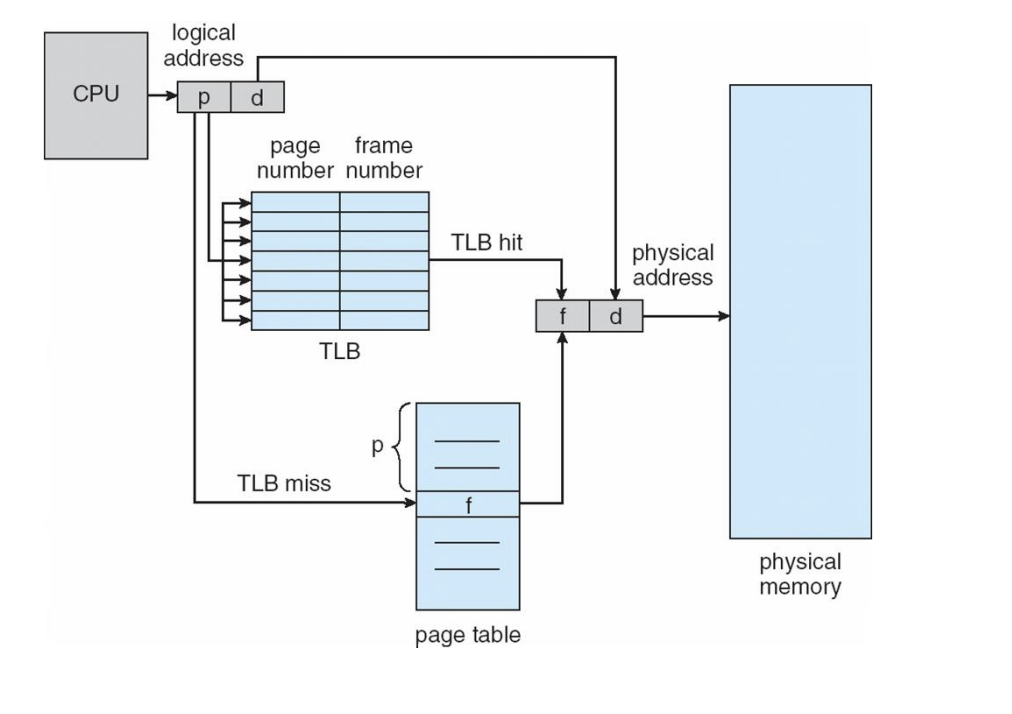 logical
address
CPU
p
d
page
number
frame
number
TLB hit
physical
address
f
d
TLB
p
TLB miss
f
physical
memory
page table